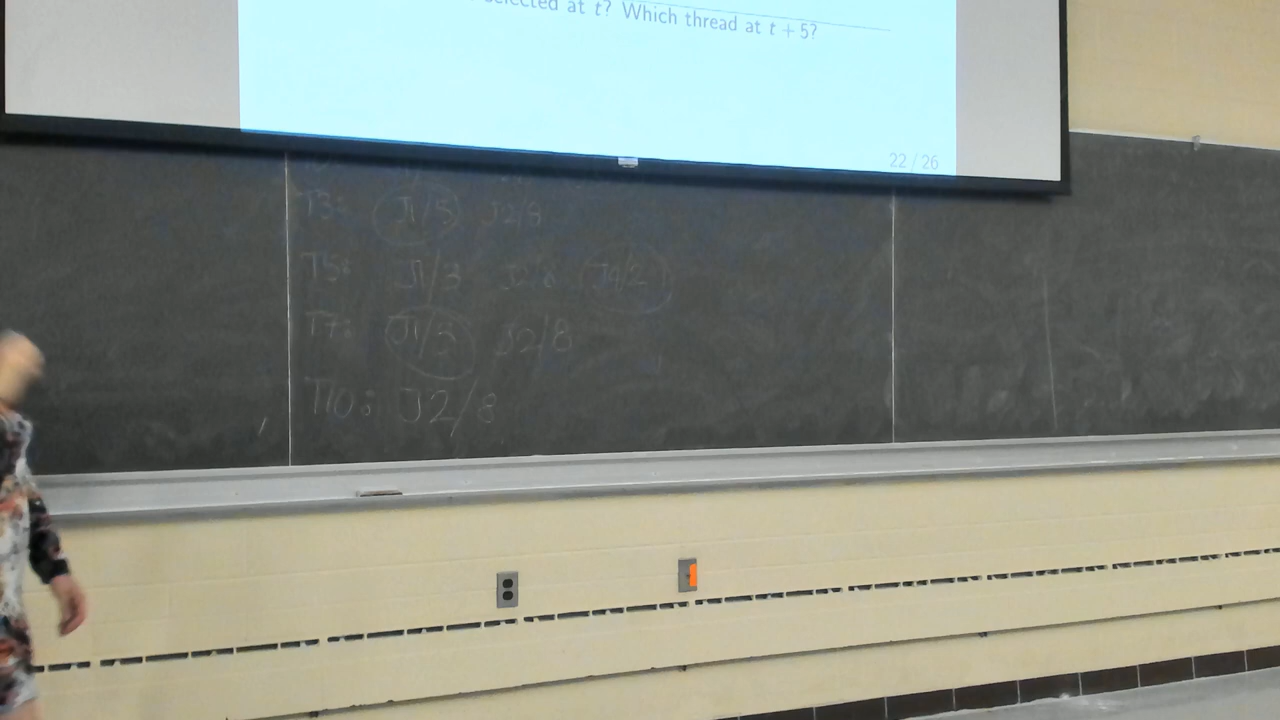 selected at t? Which thread at t + 5?
22 / 26
T3: J1/5 J2/8
T5: J1/3 J2/8 J4/2
T7: J1/3 J2/8
T10: J2/8